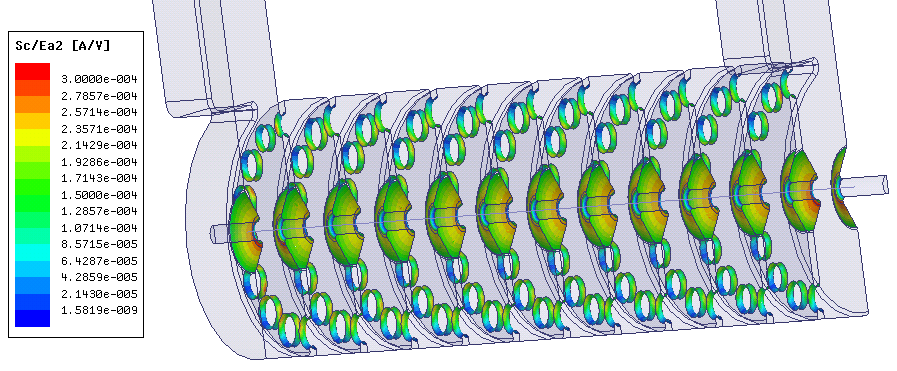 Sc/Ea2 [A/V]
3.0000e-004
2.7857e-004
2.5714e-004
2.3571e-004
2.1429e-004
1.9286e-004
1.7143e-004
1.5000e-004
1.2857e-004
1.0714e-004
8.5715e-005
6.4287e-005
4.2859e-005
2.1430e-005
1.5819e-009